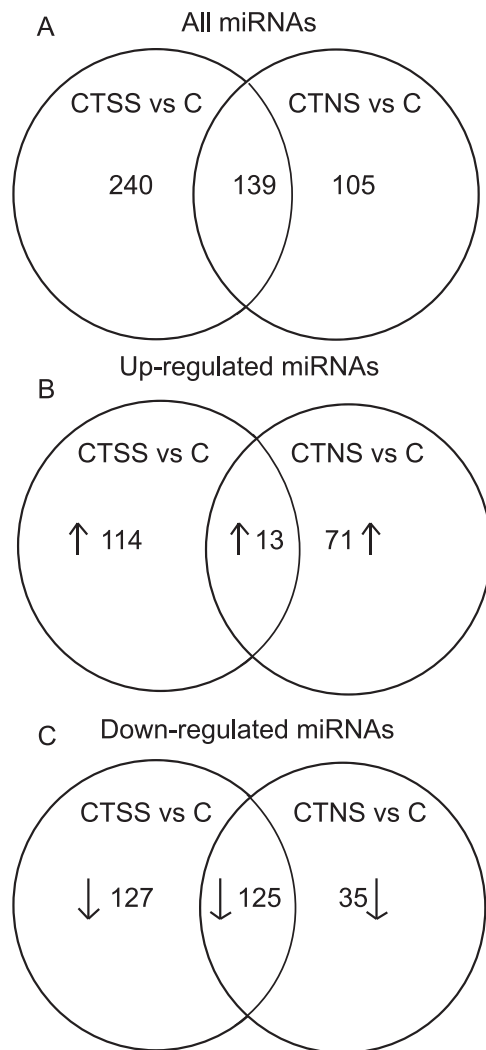 A
All miRNAs
CTSS vs C
CTNS vs C
240
139
105
Up-regulated miRNAs
B
CTSS vs C
CTNS vs C
↑ 114
↑ 13
71 ↑
C
Down-regulated miRNAs
CTSS vs C
CTNS vs C
↓ 127
↓ 125
35 ↓